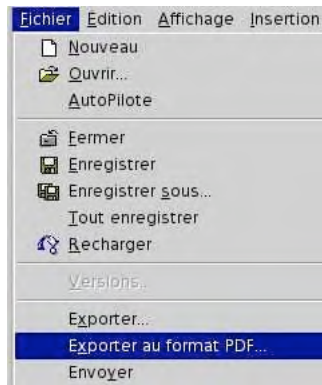 Fichier Édition Affichage Insertion
Nouveau
Ouvrir...
AutoPilote
Fermer
Enregistrer
Enregistrer sous...
Tout enregistrer
Recharger
Versions..
Exporter...
Exporter au format PDF...
Envoyer